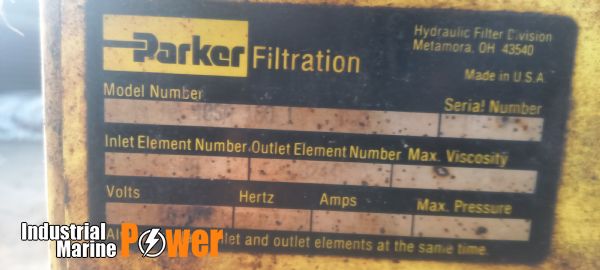 Parker Filtration
Hydraulic Filter Division
Metamora, OH 43540
Made in U.S.A.
Model Number Serial Number
Inlet Element Number Outlet Element Number Max. Viscosity
Volts Hertz Amps Max. Pressure
and outlet elements at the same time.
Industrial
Marine
Power